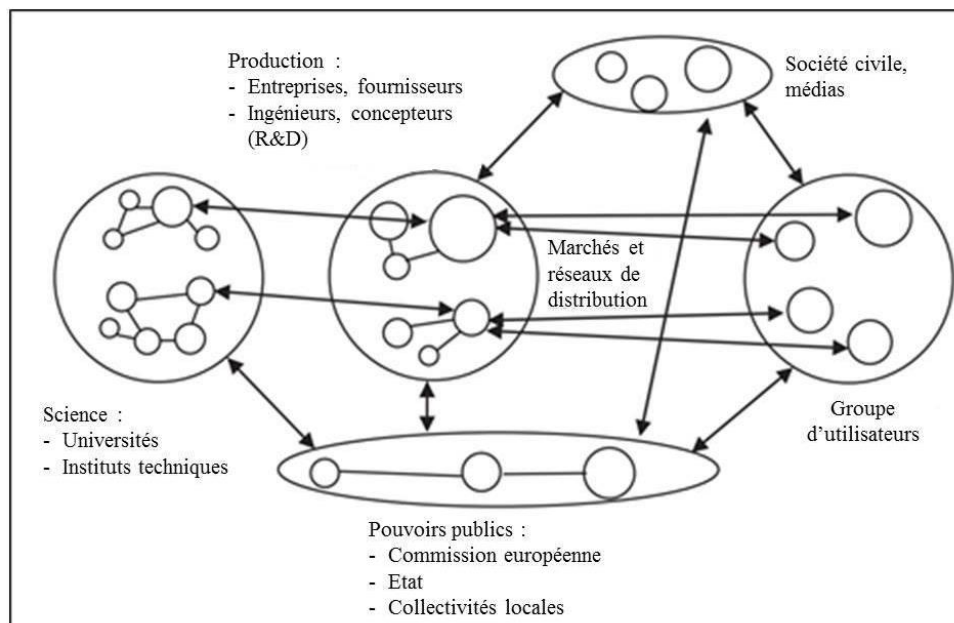 Production :
- Entreprises, fournisseurs
- Ingénieurs, concepteurs
(R&D)
Société civile,
médias
Marchés et
réseaux de
distribution
Science :
- Universités
- Instituts techniques
Groupe
d’utilisateurs
Pouvoirs publics :
- Commission européenne
- Etat
- Collectivités locales